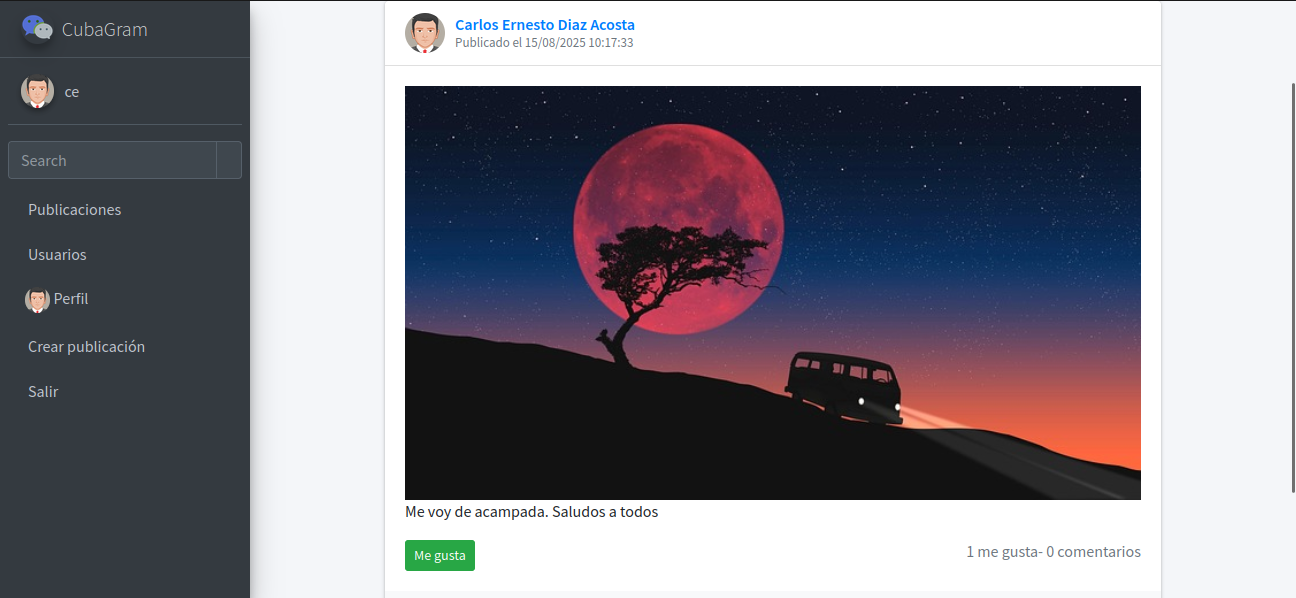 CubaGram
ce
Search
Publicaciones
Usuarios
Perfil
Crear publicación
Salir
Carlos Ernesto Diaz Acosta
Publicado el 15/08/2025 10:17:33
Me voy de acampada. Saludos a todos
Me gusta
1 me gusta- 0 comentarios